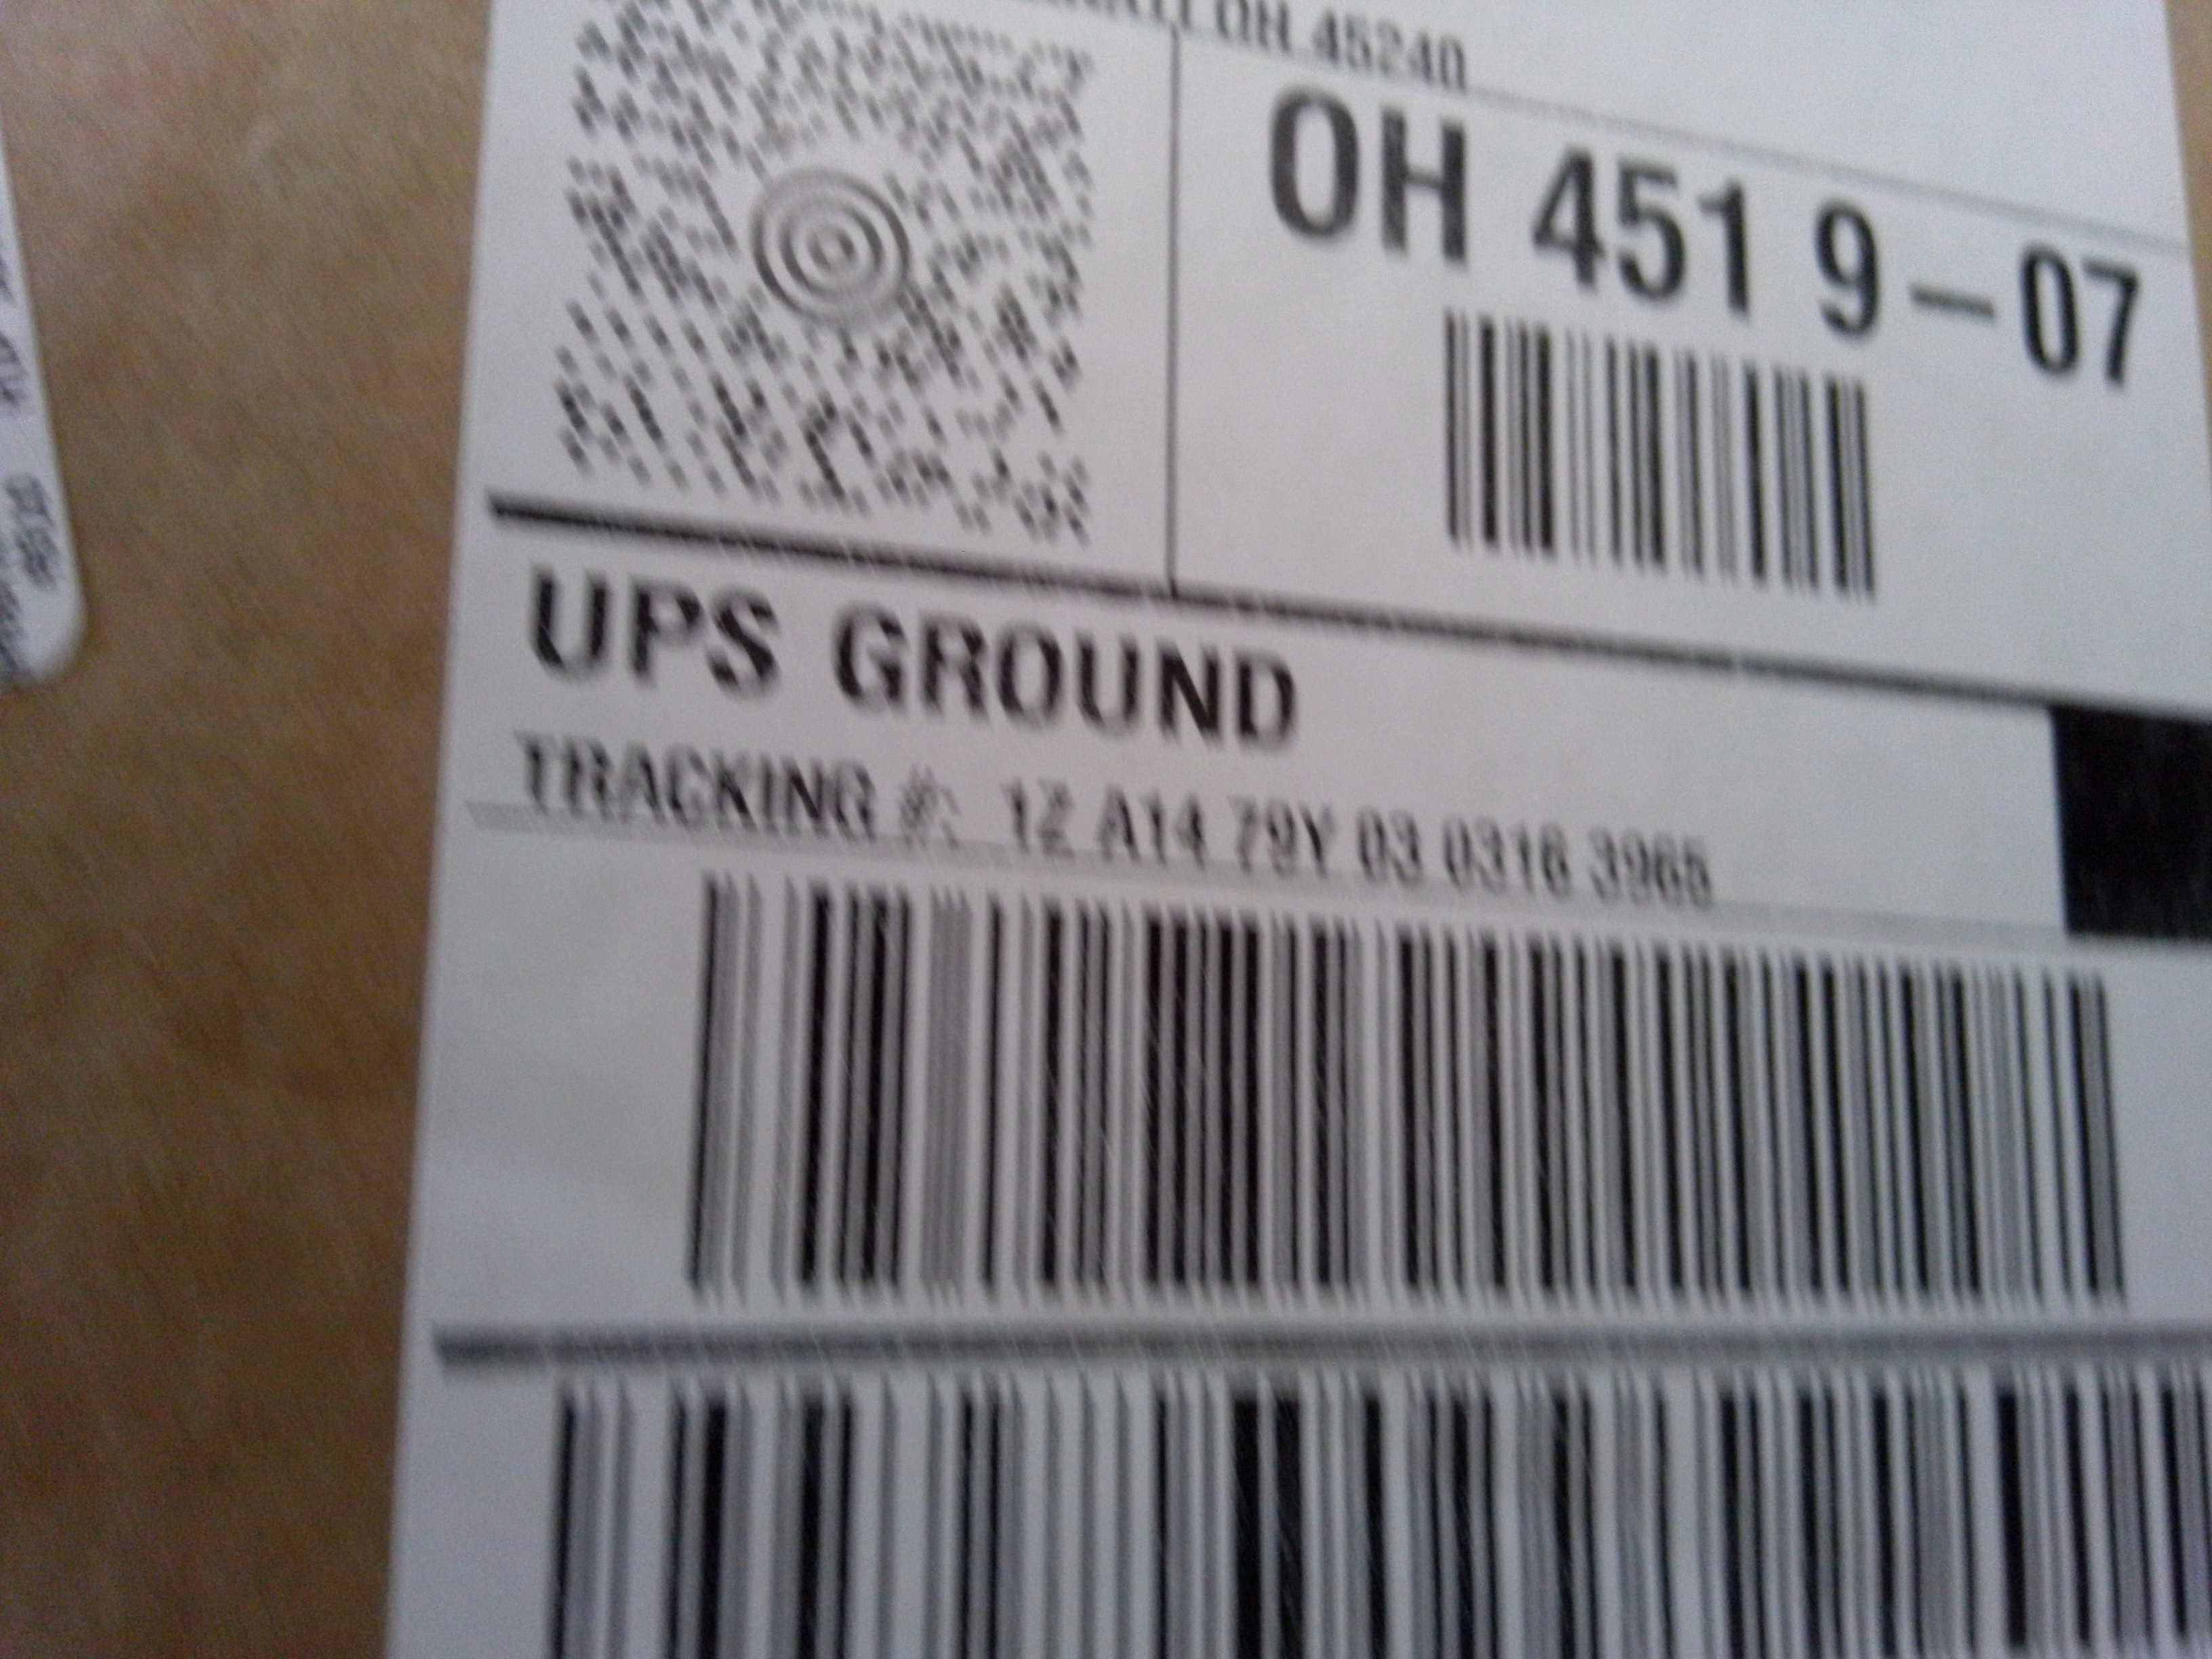 OH 45240
OH 451 9-07
UPS GROUND
TRACKING #: 1Z A14 79Y 03 0316 3965